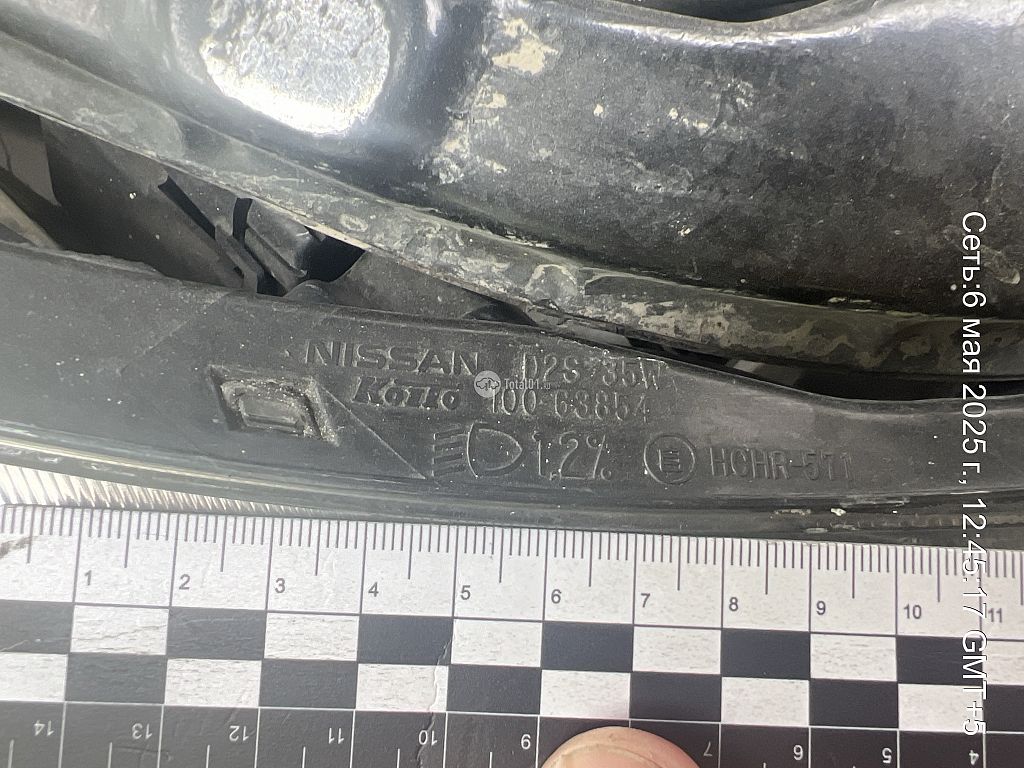 NISSAN D2S 35W
Koito Total01.ru 100-63854
1.2% E HCHR-571
1 2 3 4 5 6 7 8 9 10 11
14 13 12 11 10 9 7 6 5 4
Сеть:6 мая 2025 г., 12:45:17 GMT+5